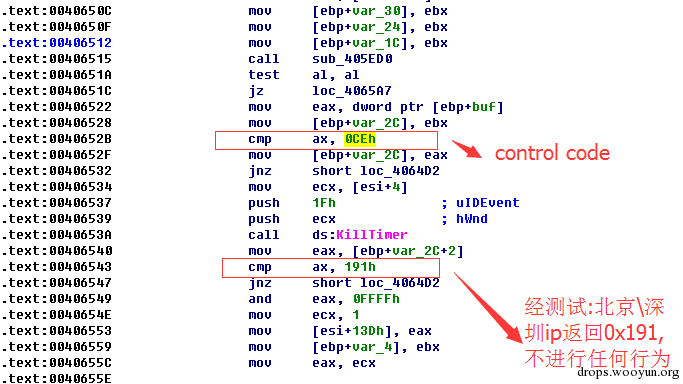 .text:0040650C mov [ebp+var_30], ebx
.text:0040650F mov [ebp+var_24], ebx
.text:00406512 mov [ebp+var_1C], ebx
.text:00406515 call sub_405ED0
.text:0040651A test al, al
.text:0040651C jz loc_4065A7
.text:00406522 mov eax, dword ptr [ebp+buf]
.text:00406528 mov [ebp+var_2C], ebx
.text:0040652B cmp ax, 0CEh
control code
.text:0040652F mov [ebp+var_2C], eax
.text:00406532 jnz short loc_4064D2
.text:00406534 mov ecx, [esi+4]
.text:00406537 push 1Fh ; uIDEvent
.text:00406539 push ecx ; hWnd
.text:0040653A call ds:KillTimer
.text:00406540 mov eax, [ebp+var_2C+2]
.text:00406543 cmp ax, 191h
.text:00406547 jnz short loc_4064D2
.text:00406549 and eax, 0FFFFh
.text:0040654E mov ecx, 1
.text:00406553 mov [esi+13Dh], eax
.text:00406559 mov [ebp+var_4], ebx
.text:0040655C mov eax, ecx
.text:0040655E
经测试:北京\深
圳ip返回0x191,
不进行任何行为
drops.wooyun.org